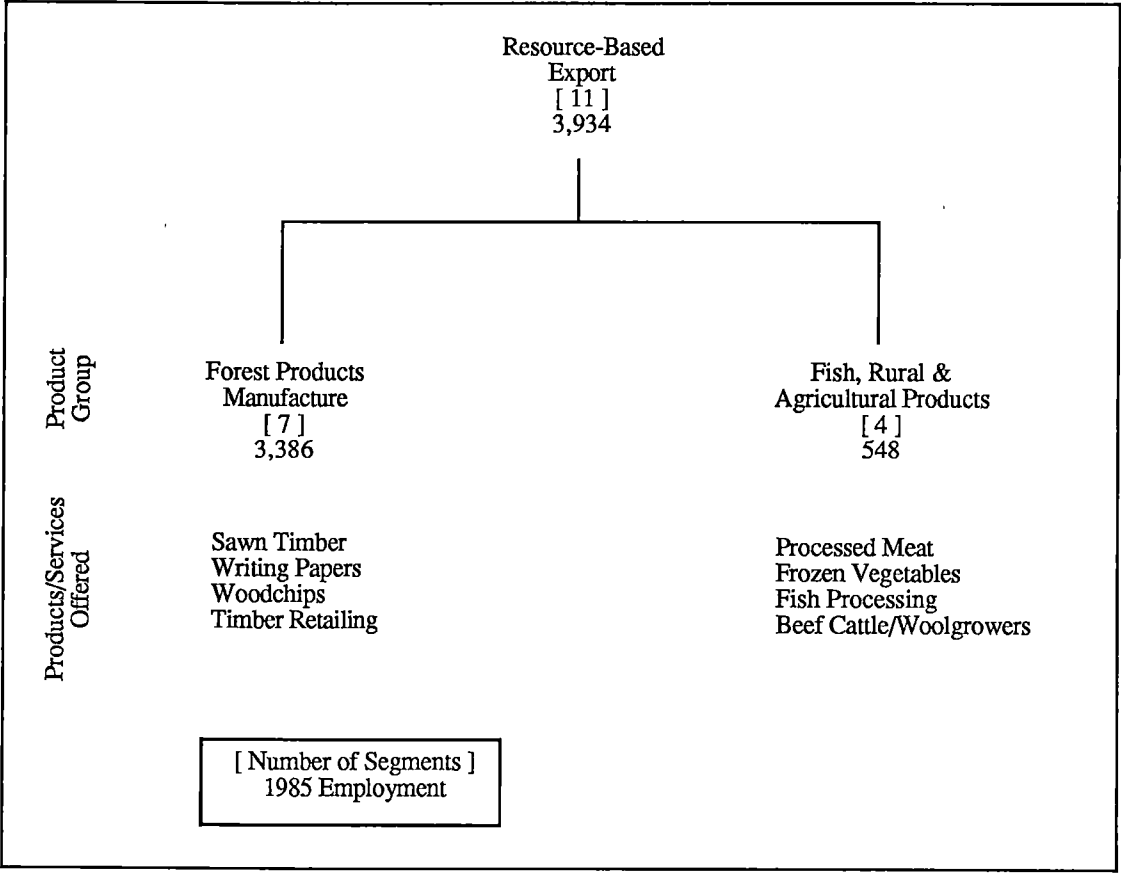 Resource-Based
Export
[ 11 ]
3,934
Product
Group
Forest Products
Manufacture
[ 7 ]
3,386
Fish, Rural &
Agricultural Products
[ 4 ]
548
Products/Services
Offered
Sawn Timber
Writing Papers
Woodchips
Timber Retailing
Processed Meat
Frozen Vegetables
Fish Processing
Beef Cattle/Woolgrowers
[ Number of Segments ]
1985 Employment